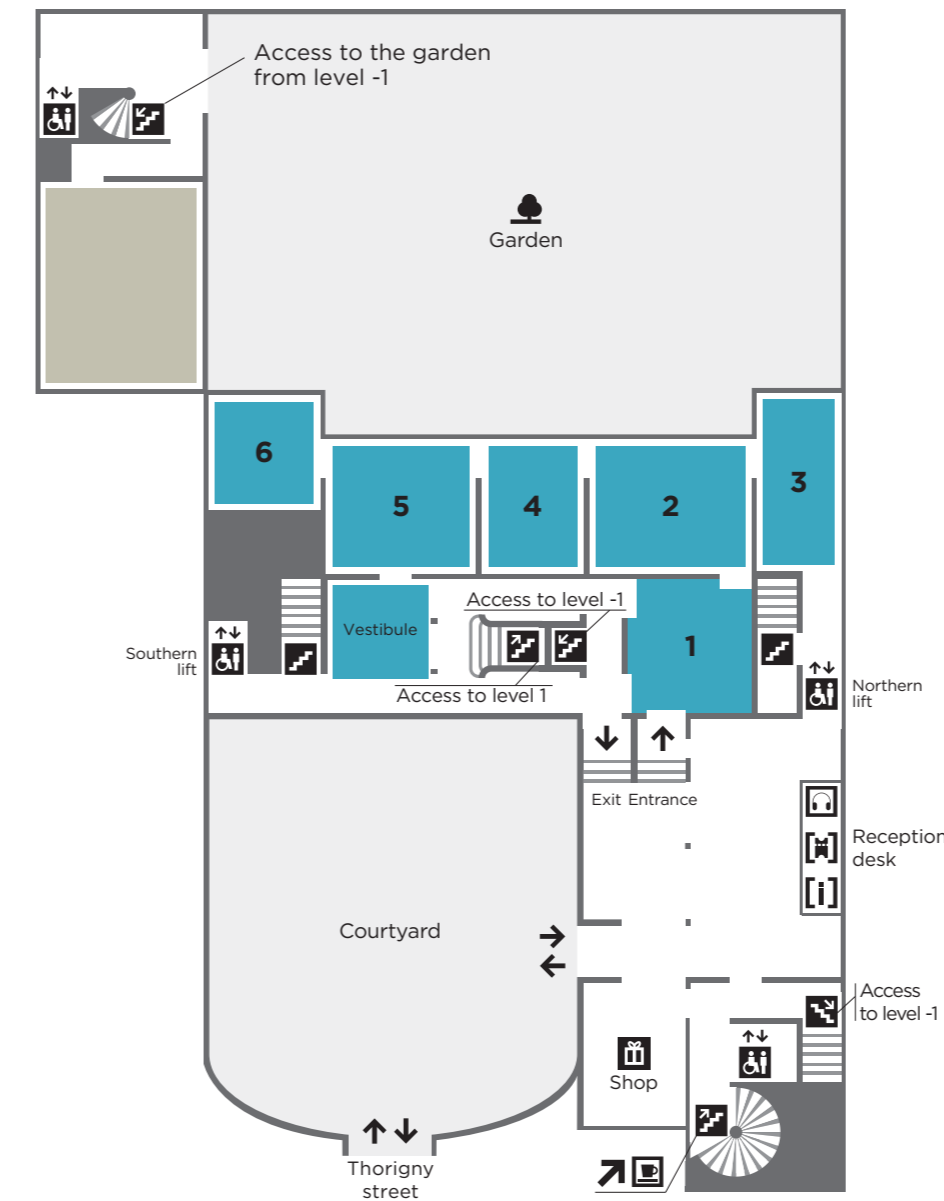 Access to the garden
from level -1
Garden
6
5
4
2
3
Vestibule
Access to level -1
1
Access to level 1
Southern
lift
Northern
lift
Exit Entrance
Reception
desk
[i]
Courtyard
Access
to level -1
Shop
Thorigny
street